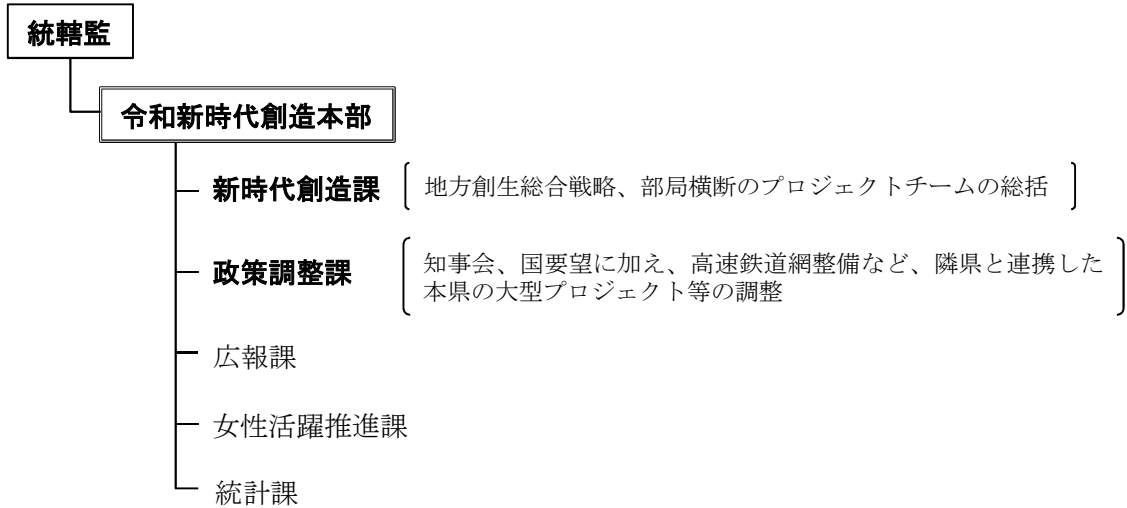 統轄監
令和新時代創造本部
新時代創造課
地方創生総合戦略、部局横断のプロジェクトチームの総括
政策調整課
知事会、国要望に加え、高速鉄道網整備など、隣県と連携した
本県の大型プロジェクト等の調整
広報課
女性活躍推進課
統計課